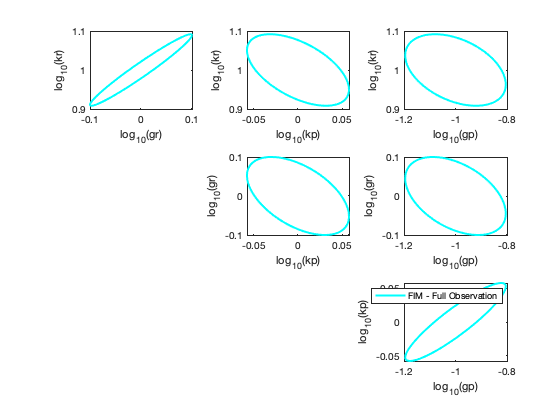 1.1
1
0.9
-0.1 0 0.1
log10(gr)
log10(kr)
1.1
1
0.9
-0.05 0 0.05
log10(kp)
log10(kr)
1.1
1
0.9
-1.2 -1 -0.8
log10(gp)
log10(kr)
0.1
0
-0.1
-0.05 0 0.05
log10(kp)
log10(gr)
0.1
0
-0.1
-1.2 -1 -0.8
log10(gp)
log10(gr)
0.05
FIM - Full Observation
0
-0.05
-1.2 -1 -0.8
log10(gp)
log10(kp)